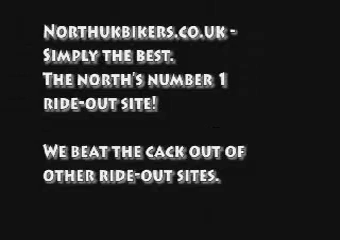 Northukbikers.co.uk -
Simply the best.
The north's number 1
ride-out site!
We beat the cack out of
other ride-out sites.